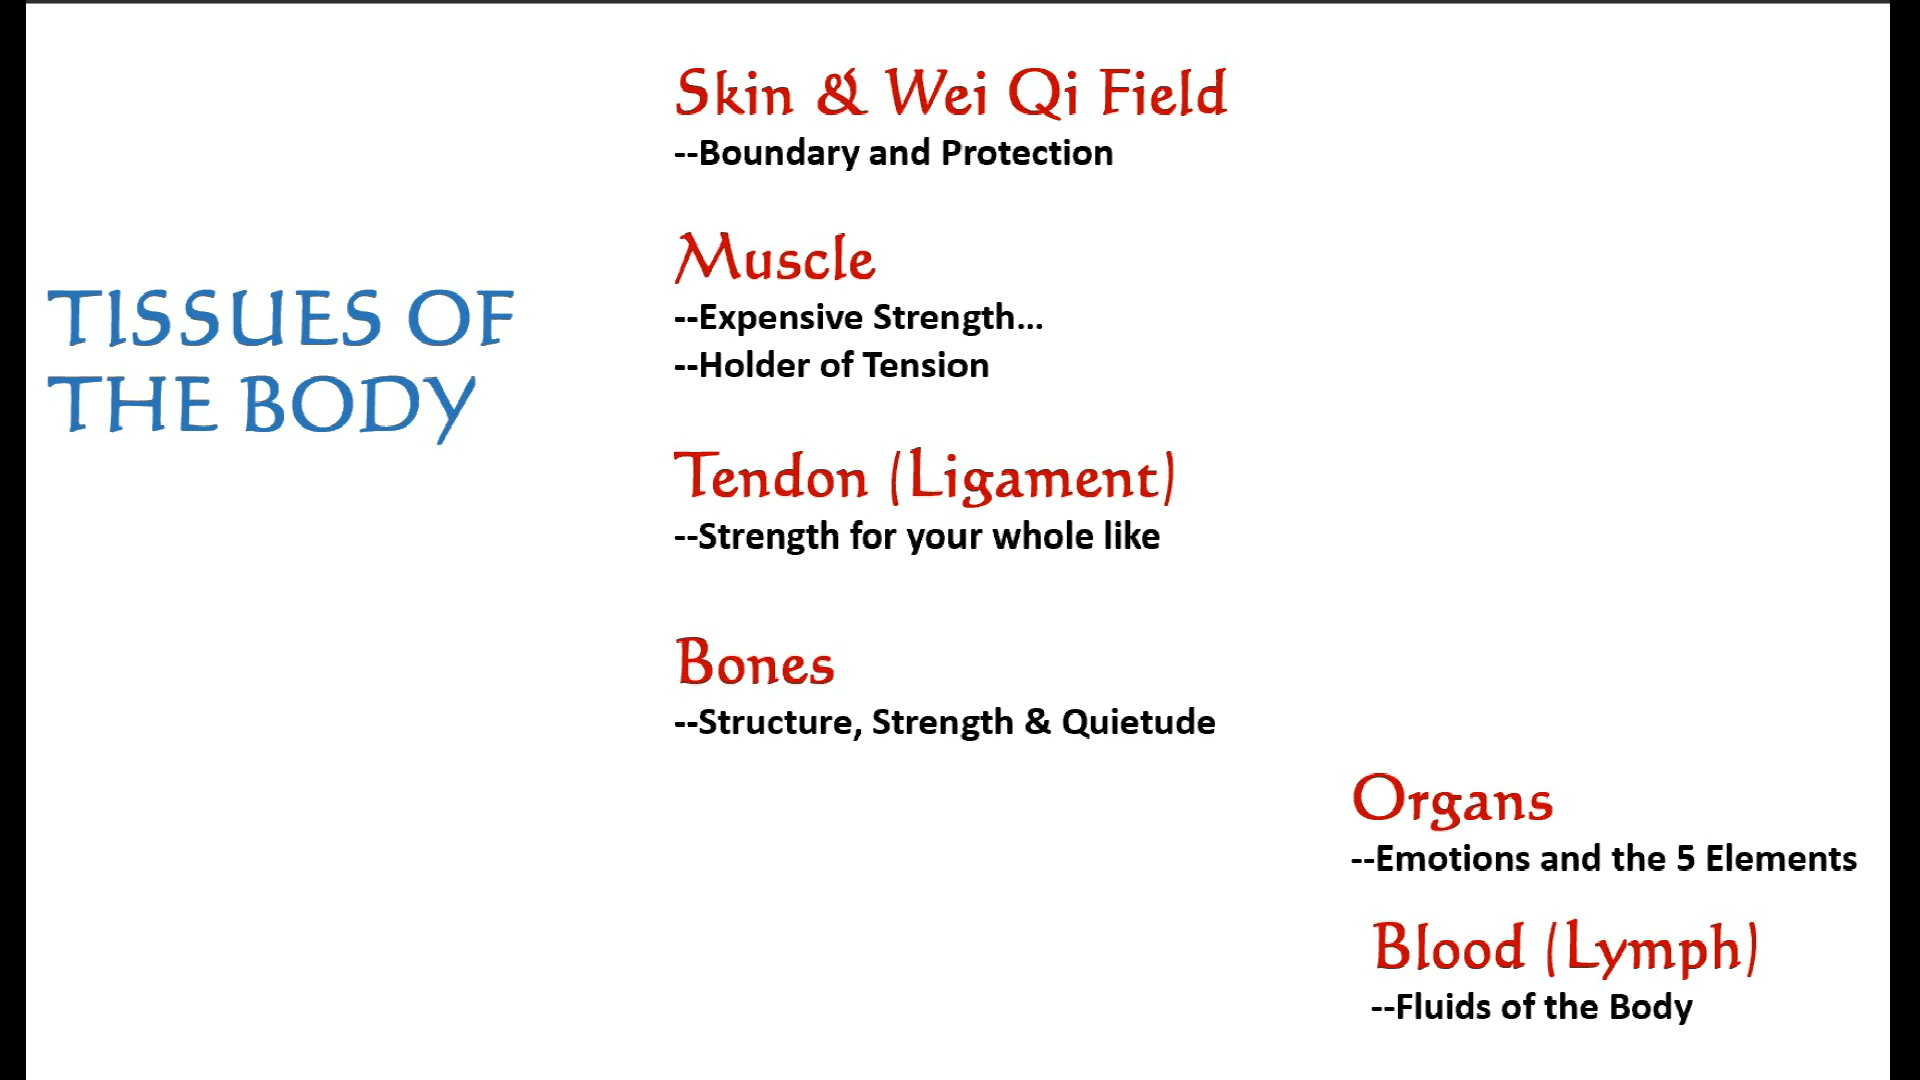 TISSUES OF
THE BODY
Skin & Wei Qi Field
--Boundary and Protection
Muscle
--Expensive Strength...
--Holder of Tension
Tendon (Ligament)
--Strength for your whole like
Bones
--Structure, Strength & Quietude
Organs
--Emotions and the 5 Elements
Blood (Lymph)
--Fluids of the Body